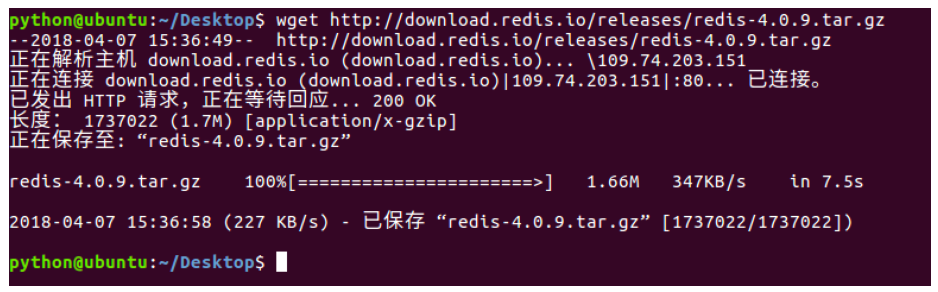 python@ubuntu:~/Desktop$ wget http://download.redis.io/releases/redis-4.0.9.tar.gz
--2018-04-07 15:36:49--  http://download.redis.io/releases/redis-4.0.9.tar.gz
正在解析主机 download.redis.io (download.redis.io)... \109.74.203.151
正在连接 download.redis.io (download.redis.io)|109.74.203.151|:80... 已连接。
已发出 HTTP 请求，正在等待回应... 200 OK
长度： 1737022 (1.7M) [application/x-gzip]
正在保存至: “redis-4.0.9.tar.gz”
redis-4.0.9.tar.gz    100%[======================>]   1.66M   347KB/s    in 7.5s
2018-04-07 15:36:58 (227 KB/s) - 已保存 “redis-4.0.9.tar.gz” [1737022/1737022])
python@ubuntu:~/Desktop$